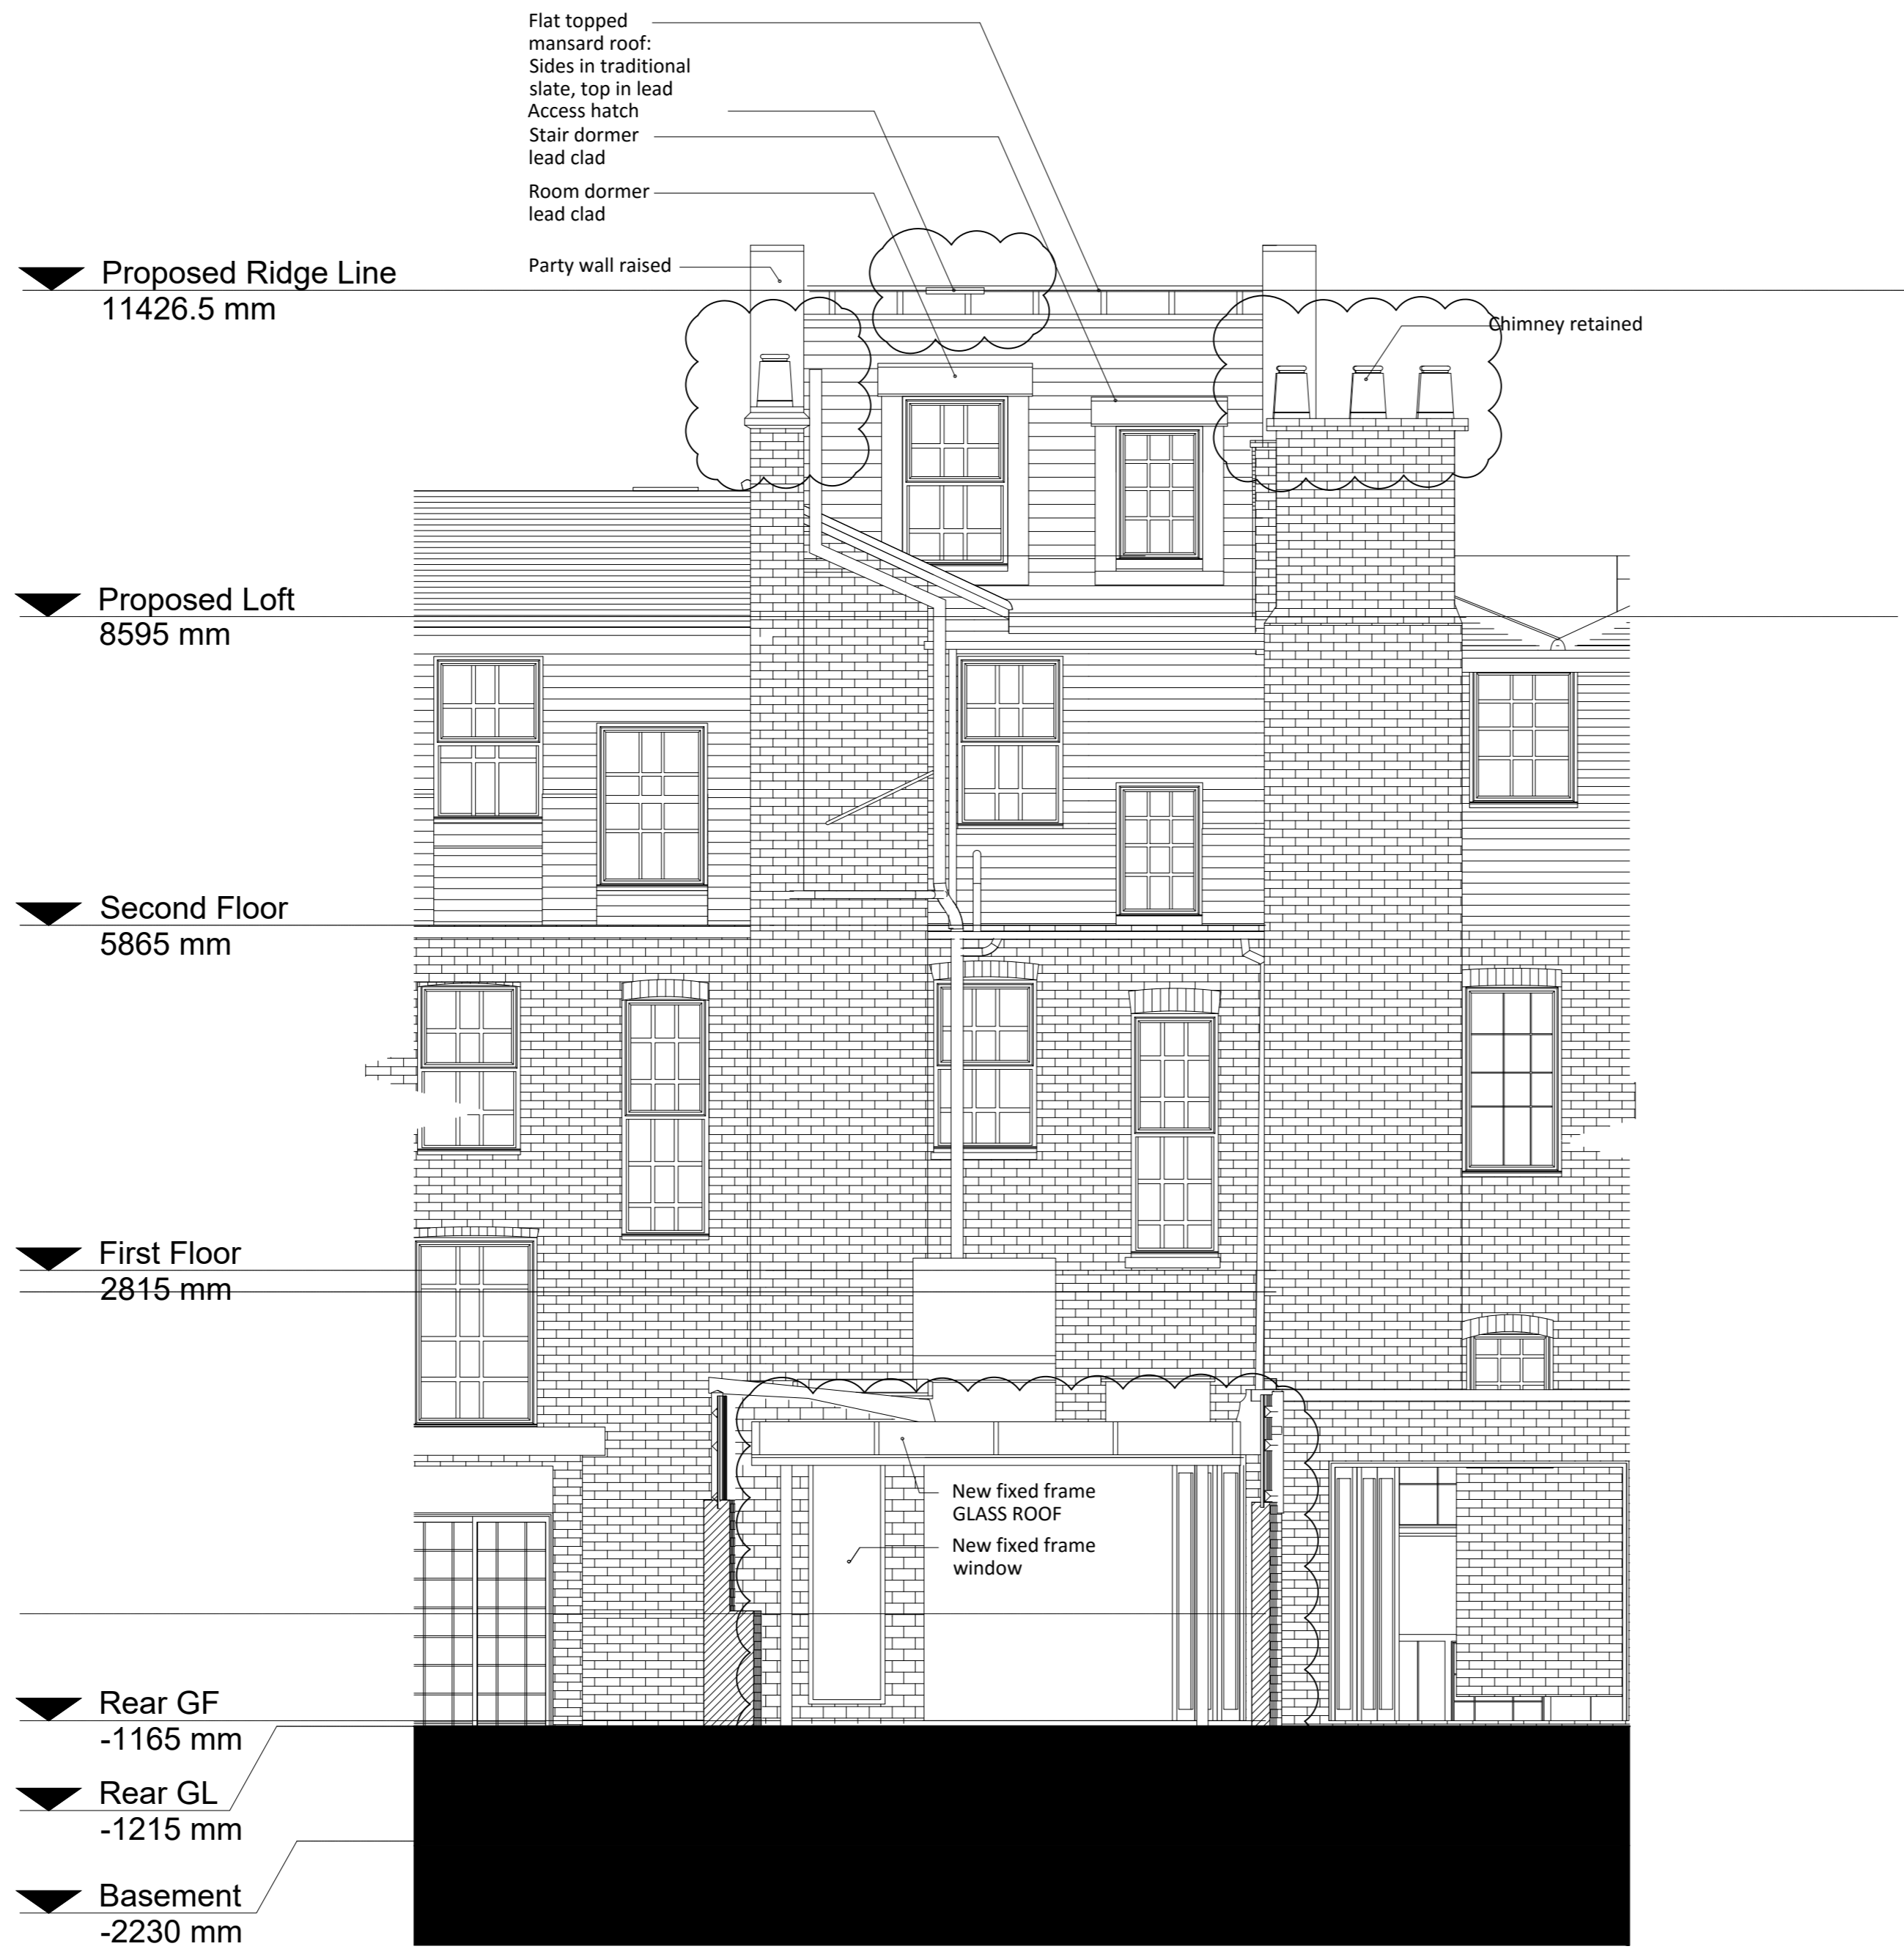 Flat topped
mansard roof:
Sides in traditional
slate, top in lead
Access hatch
Stair dormer
lead clad
Room dormer
lead clad
Party wall raised
Proposed Ridge Line
11426.5 mm
Chimney retained
Proposed Loft
8595 mm
Second Floor
5865 mm
First Floor
2815 mm
New fixed frame
GLASS ROOF
New fixed frame
window
Rear GF
-1165 mm
Rear GL
-1215 mm
Basement
-2230 mm